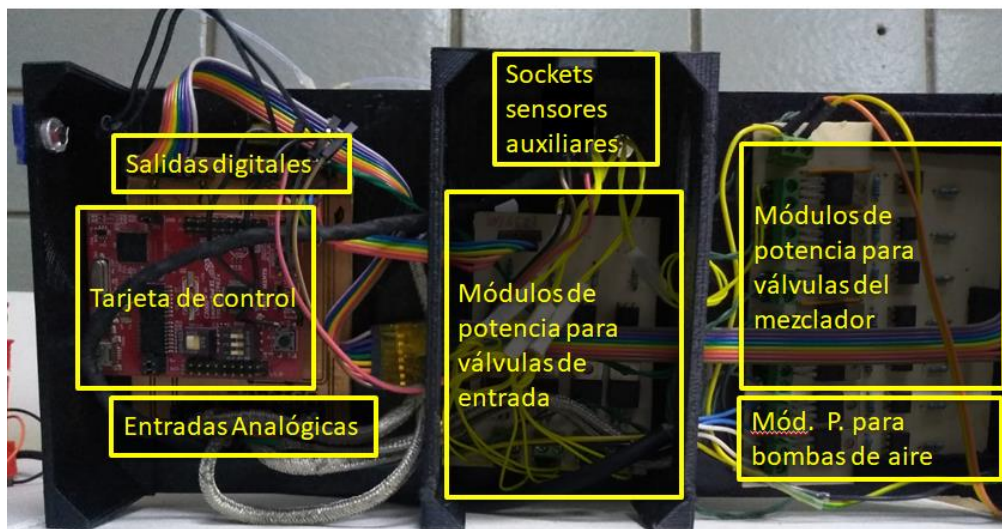 Sockets
sensores
auxiliares
Salidas digitales
Tarjeta de control
Entradas Analógicas
Módulos de
potencia para
válvulas de
entrada
Módulos de
potencia para
válvulas del
mezclador
Mód. P. para
bombas de aire